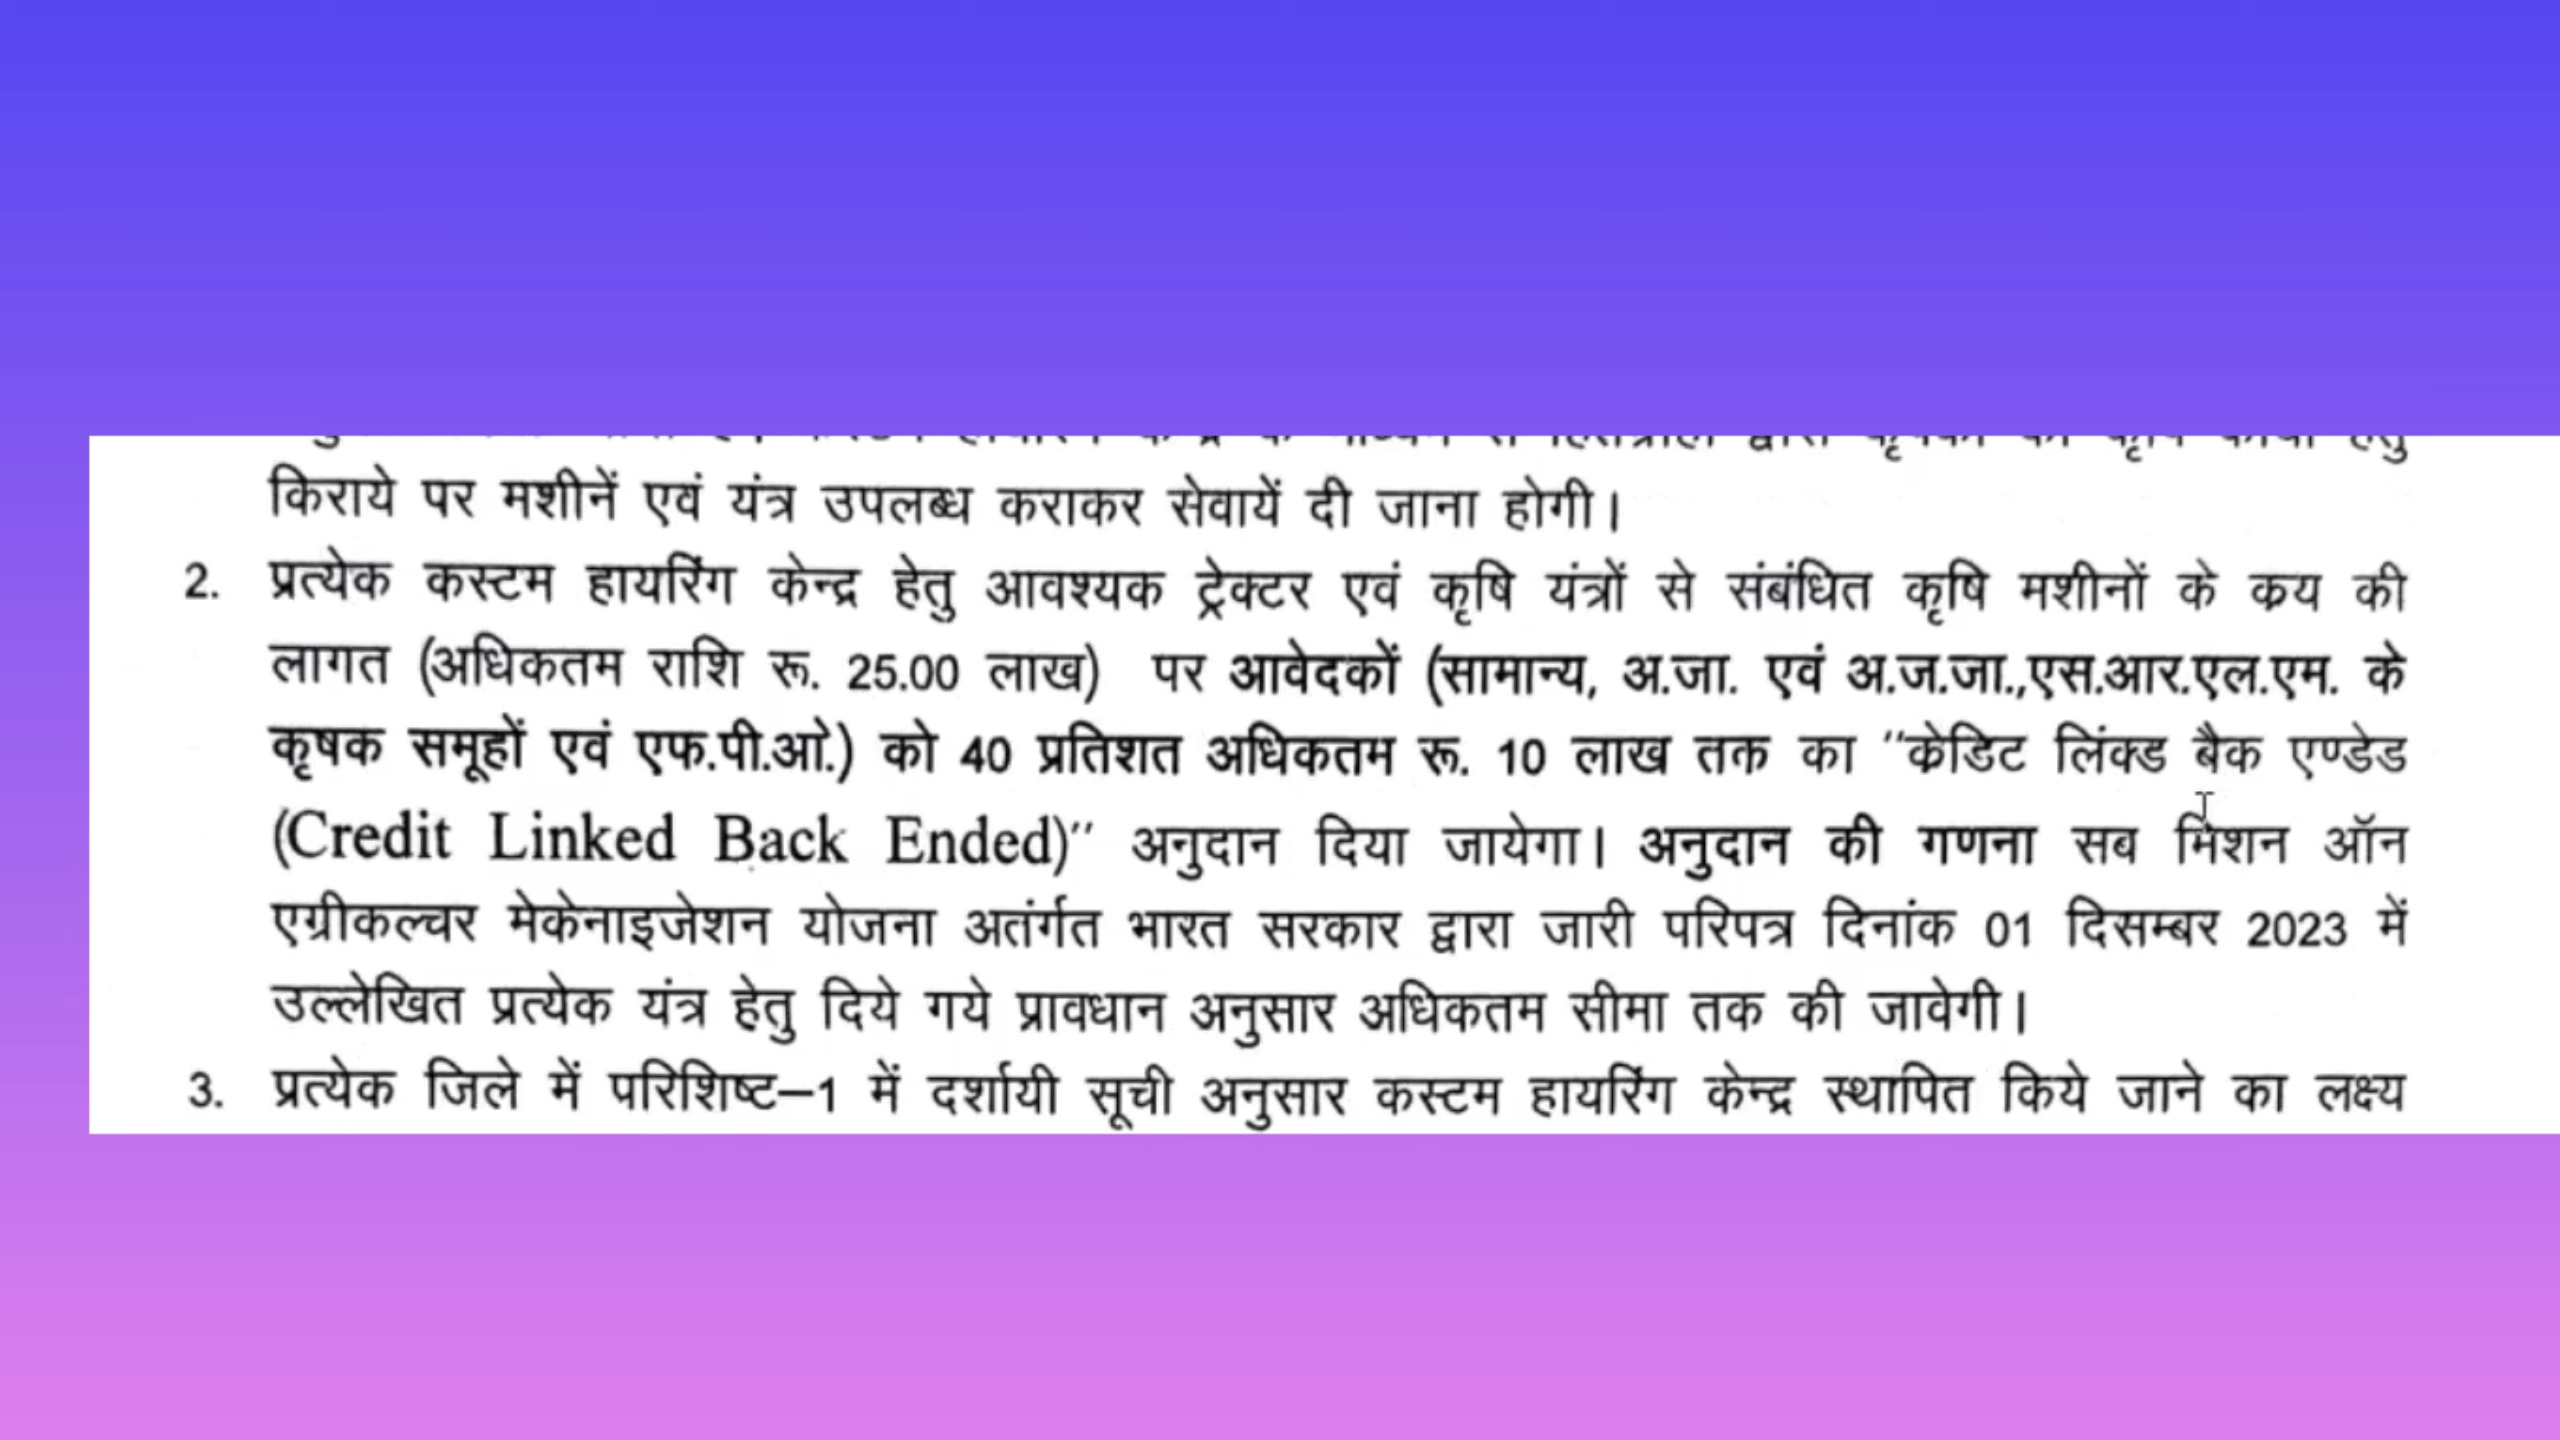 किराये पर मशीनें एवं यंत्र उपलब्ध कराकर सेवायें दी जाना होगी।
2. प्रत्येक कस्टम हायरिंग केन्द्र हेतु आवश्यक ट्रेक्टर एवं कृषि यंत्रों से संबंधित कृषि मशीनों के कय की
लागत (अधिकतम राशि रू. 25.00 लाख) पर आवेदकों (सामान्य, अ.जा. एवं अ.ज.जा.,एस.आर.एल.एम. के
कृषक समूहों एवं एफ.पी.ओ.) को 40 प्रतिशत अधिकतम रू. 10 लाख तक का "केडिट लिंक्ड बैक एण्डेड
(Credit Linked Back Ended)" अनुदान दिया जायेगा। अनुदान की गणना सब मिशन ऑन
एग्रीकल्चर मेकेनाइजेशन योजना अतंर्गत भारत सरकार द्वारा जारी परिपत्र दिनांक 01 दिसम्बर 2023 में
उल्लेखित प्रत्येक यंत्र हेतु दिये गये प्रावधान अनुसार अधिकतम सीमा तक की जावेगी।
3. प्रत्येक जिले में परिशिष्ट–1 में दर्शायी सूची अनुसार कस्टम हायरिंग केन्द्र स्थापित किये जाने का लक्ष्य